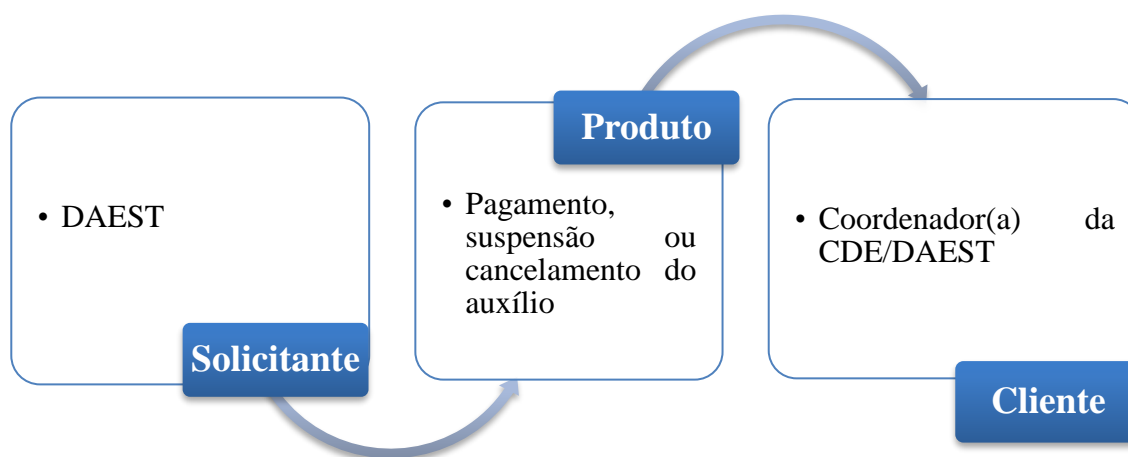 • DAEST
Solicitante
Produto
• Pagamento,
suspensão ou
cancelamento do
auxílio
• Coordenador(a) da
CDE/DAEST
Cliente